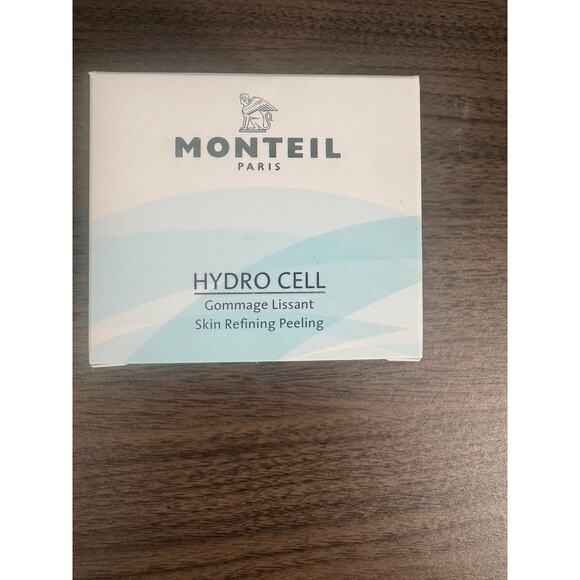 MONTEIL
PARIS
HYDRO CELL
Gommage Lissant
Skin Refining Peeling